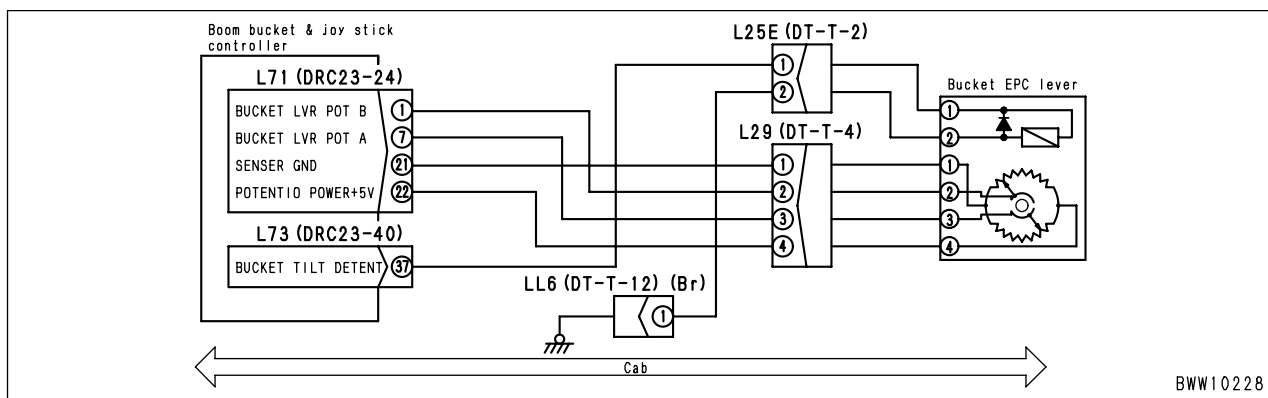 Boom bucket & joy stick
controller
L71 (DRC23-24)
BUCKET LVR POT B 1
BUCKET LVR POT A 7
SENSER GND 21
POTENTIO POWER+5V 22
L73 (DRC23-40)
BUCKET TILT DETENT 37
L25E (DT-T-2)
1
2
L29 (DT-T-4)
1
2
3
4
LL6 (DT-T-12) (Br)
1
Bucket EPC lever
1
2
1
2
3
4
Cab
BWW10228